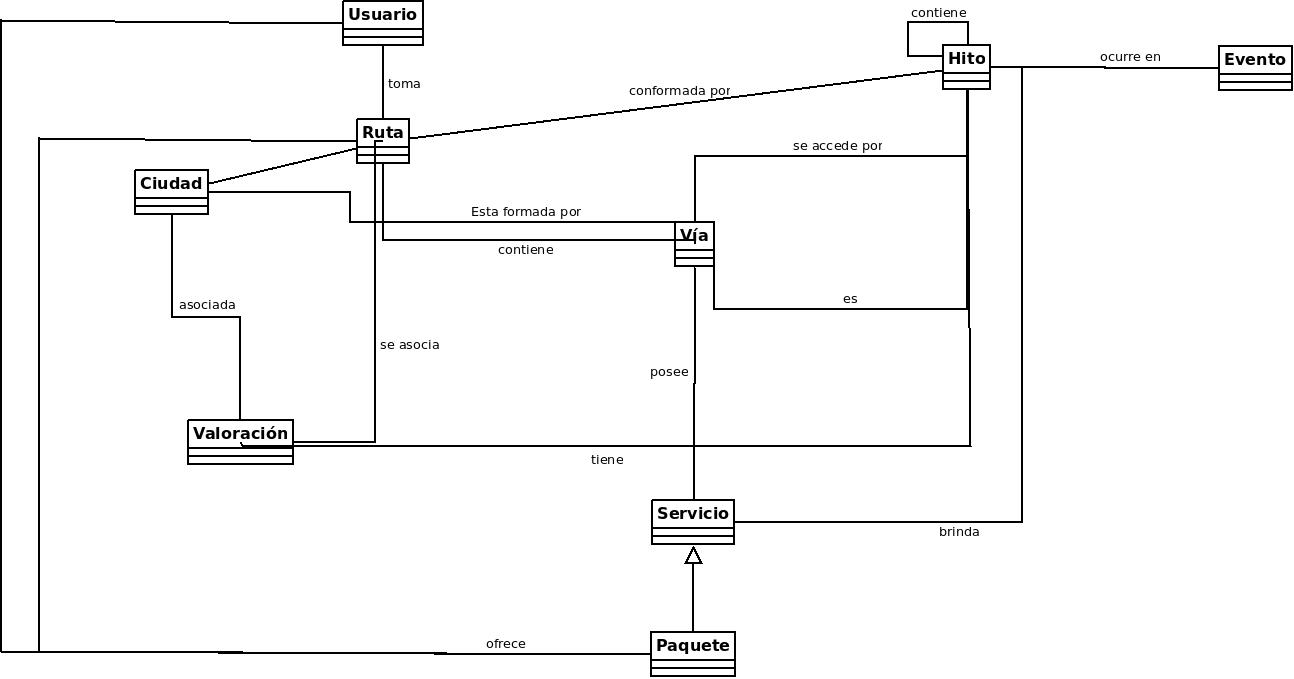 Usuario
contiene
Hito
ocurre en
Evento
toma
conformada por
Ruta
se accede por
Ciudad
Esta formada por
Vía
contiene
asociada
es
se asocia
posee
Valoración
tiene
Servicio
brinda
ofrece
Paquete